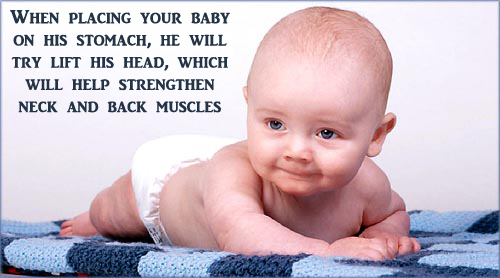 When placing your baby
on his stomach, he will
try lift his head, which
will help strengthen
neck and back muscles